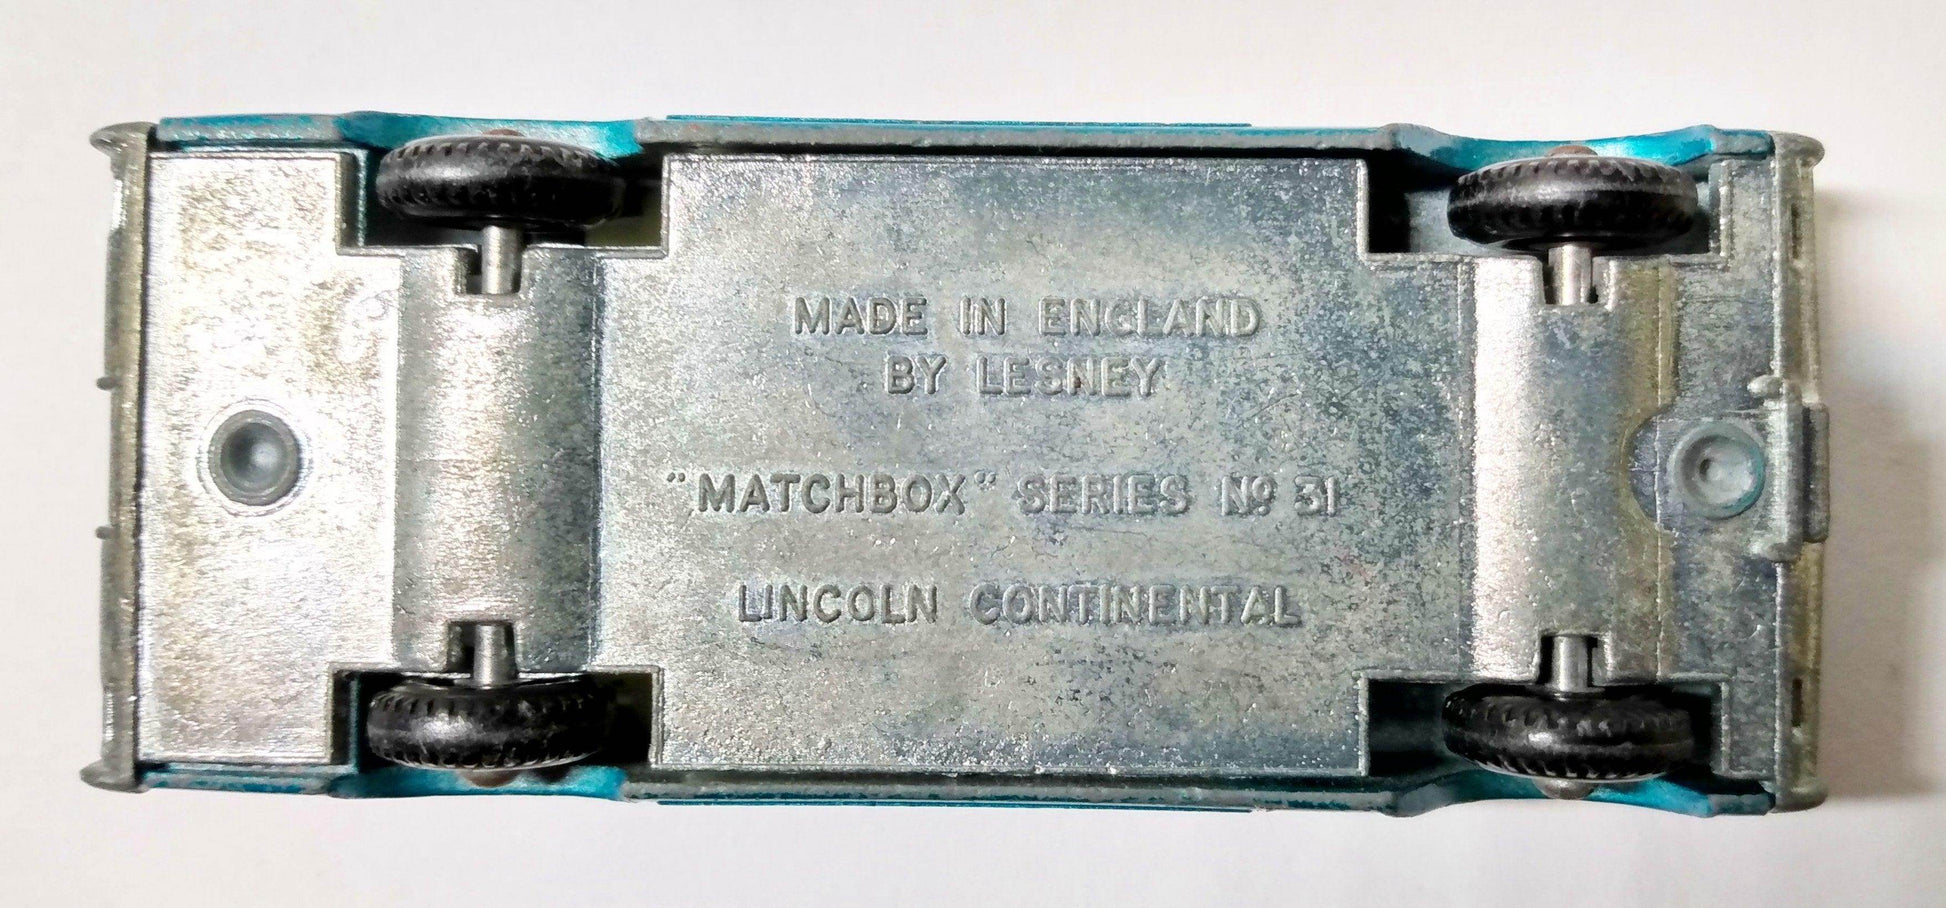 MADE IN ENGLAND
BY LESNEY
"MATCHBOX" SERIES Nº 31
LINCOLN CONTINENTAL